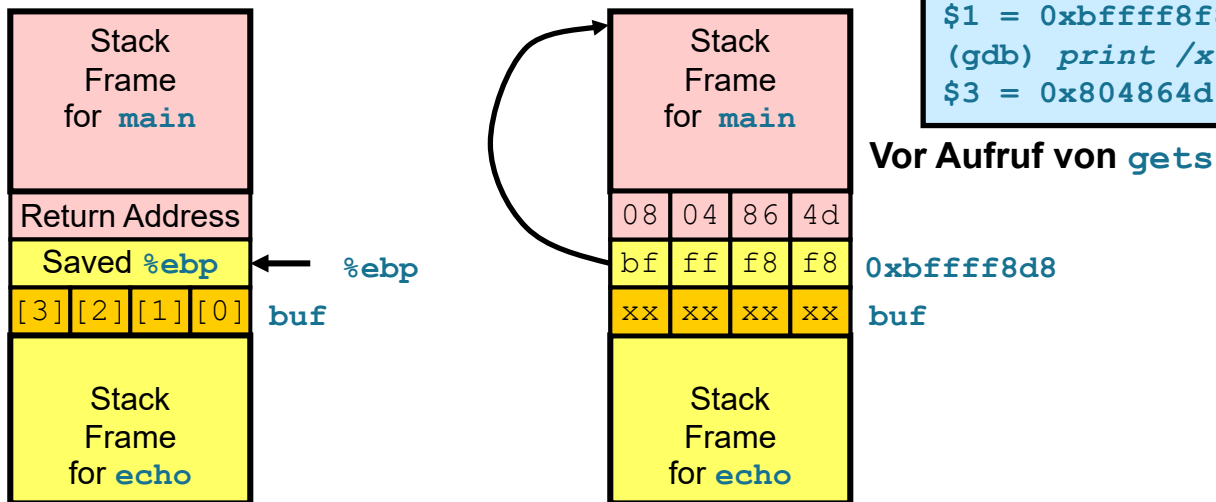 Stack
Frame
for main
Return Address
Saved %ebp
%ebp
[3] [2] [1] [0]
buf
Stack
Frame
for echo
Stack
Frame
for main
08 04 86 4d
bf ff f8 f8
0xbffff8d8
xx xx xx xx
buf
Stack
Frame
for echo
$1 = 0xbffff8f
(gdb) print /x
$3 = 0x804864d
Vor Aufruf von gets